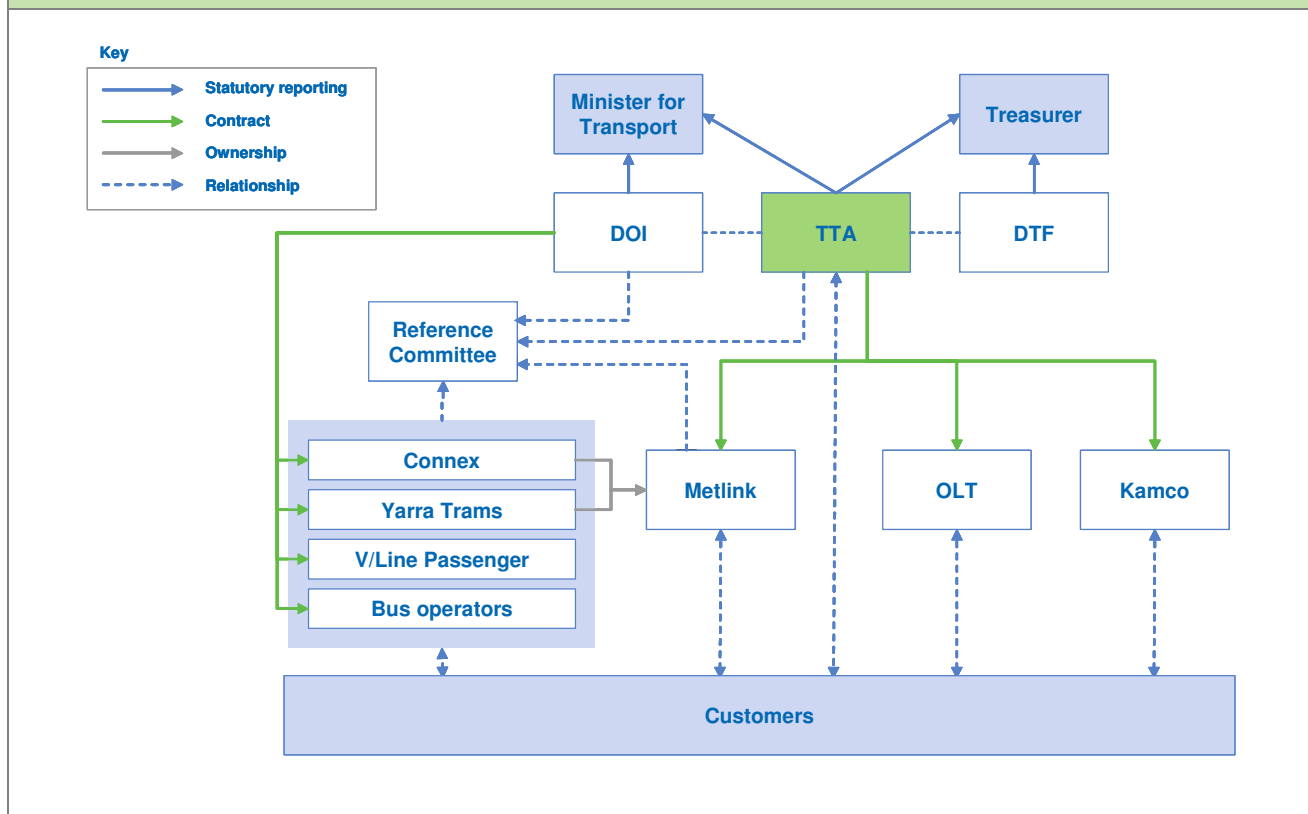 Key
Statutory reporting
Contract
Ownership
Relationship
Minister for
Transport
Treasurer
DOI
TTA
DTF
Reference
Committee
Connex
Yarra Trams
V/Line Passenger
Bus operators
Metlink
OLT
Kamco
Customers